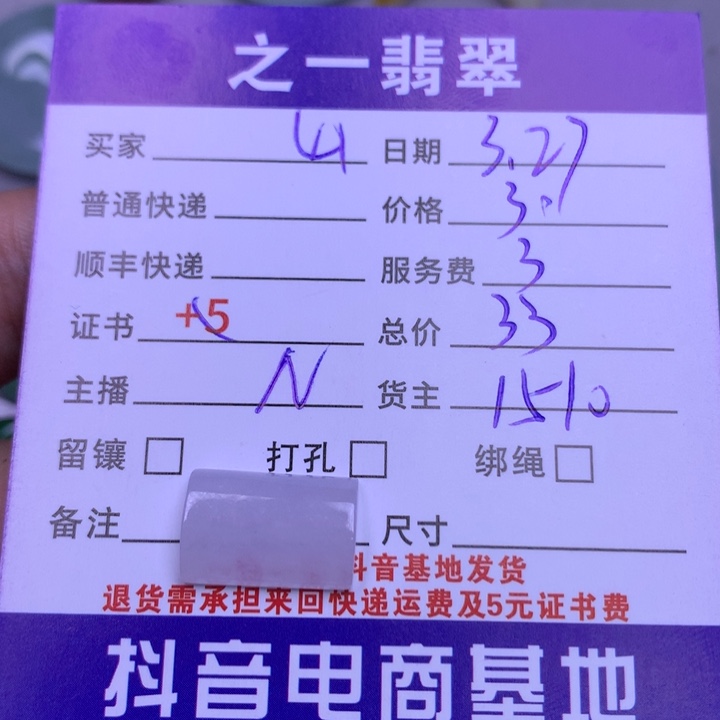 之一翡翠
买家 日期 3.27
普通快递 价格
顺丰快递 服务费 3
证书 +5 总价 33
主播 N 货主 1510
留镶 打孔 绑绳
备注 尺寸
抖音基地发货
退货需承担来回快递运费及5元证书费
抖音电商基地